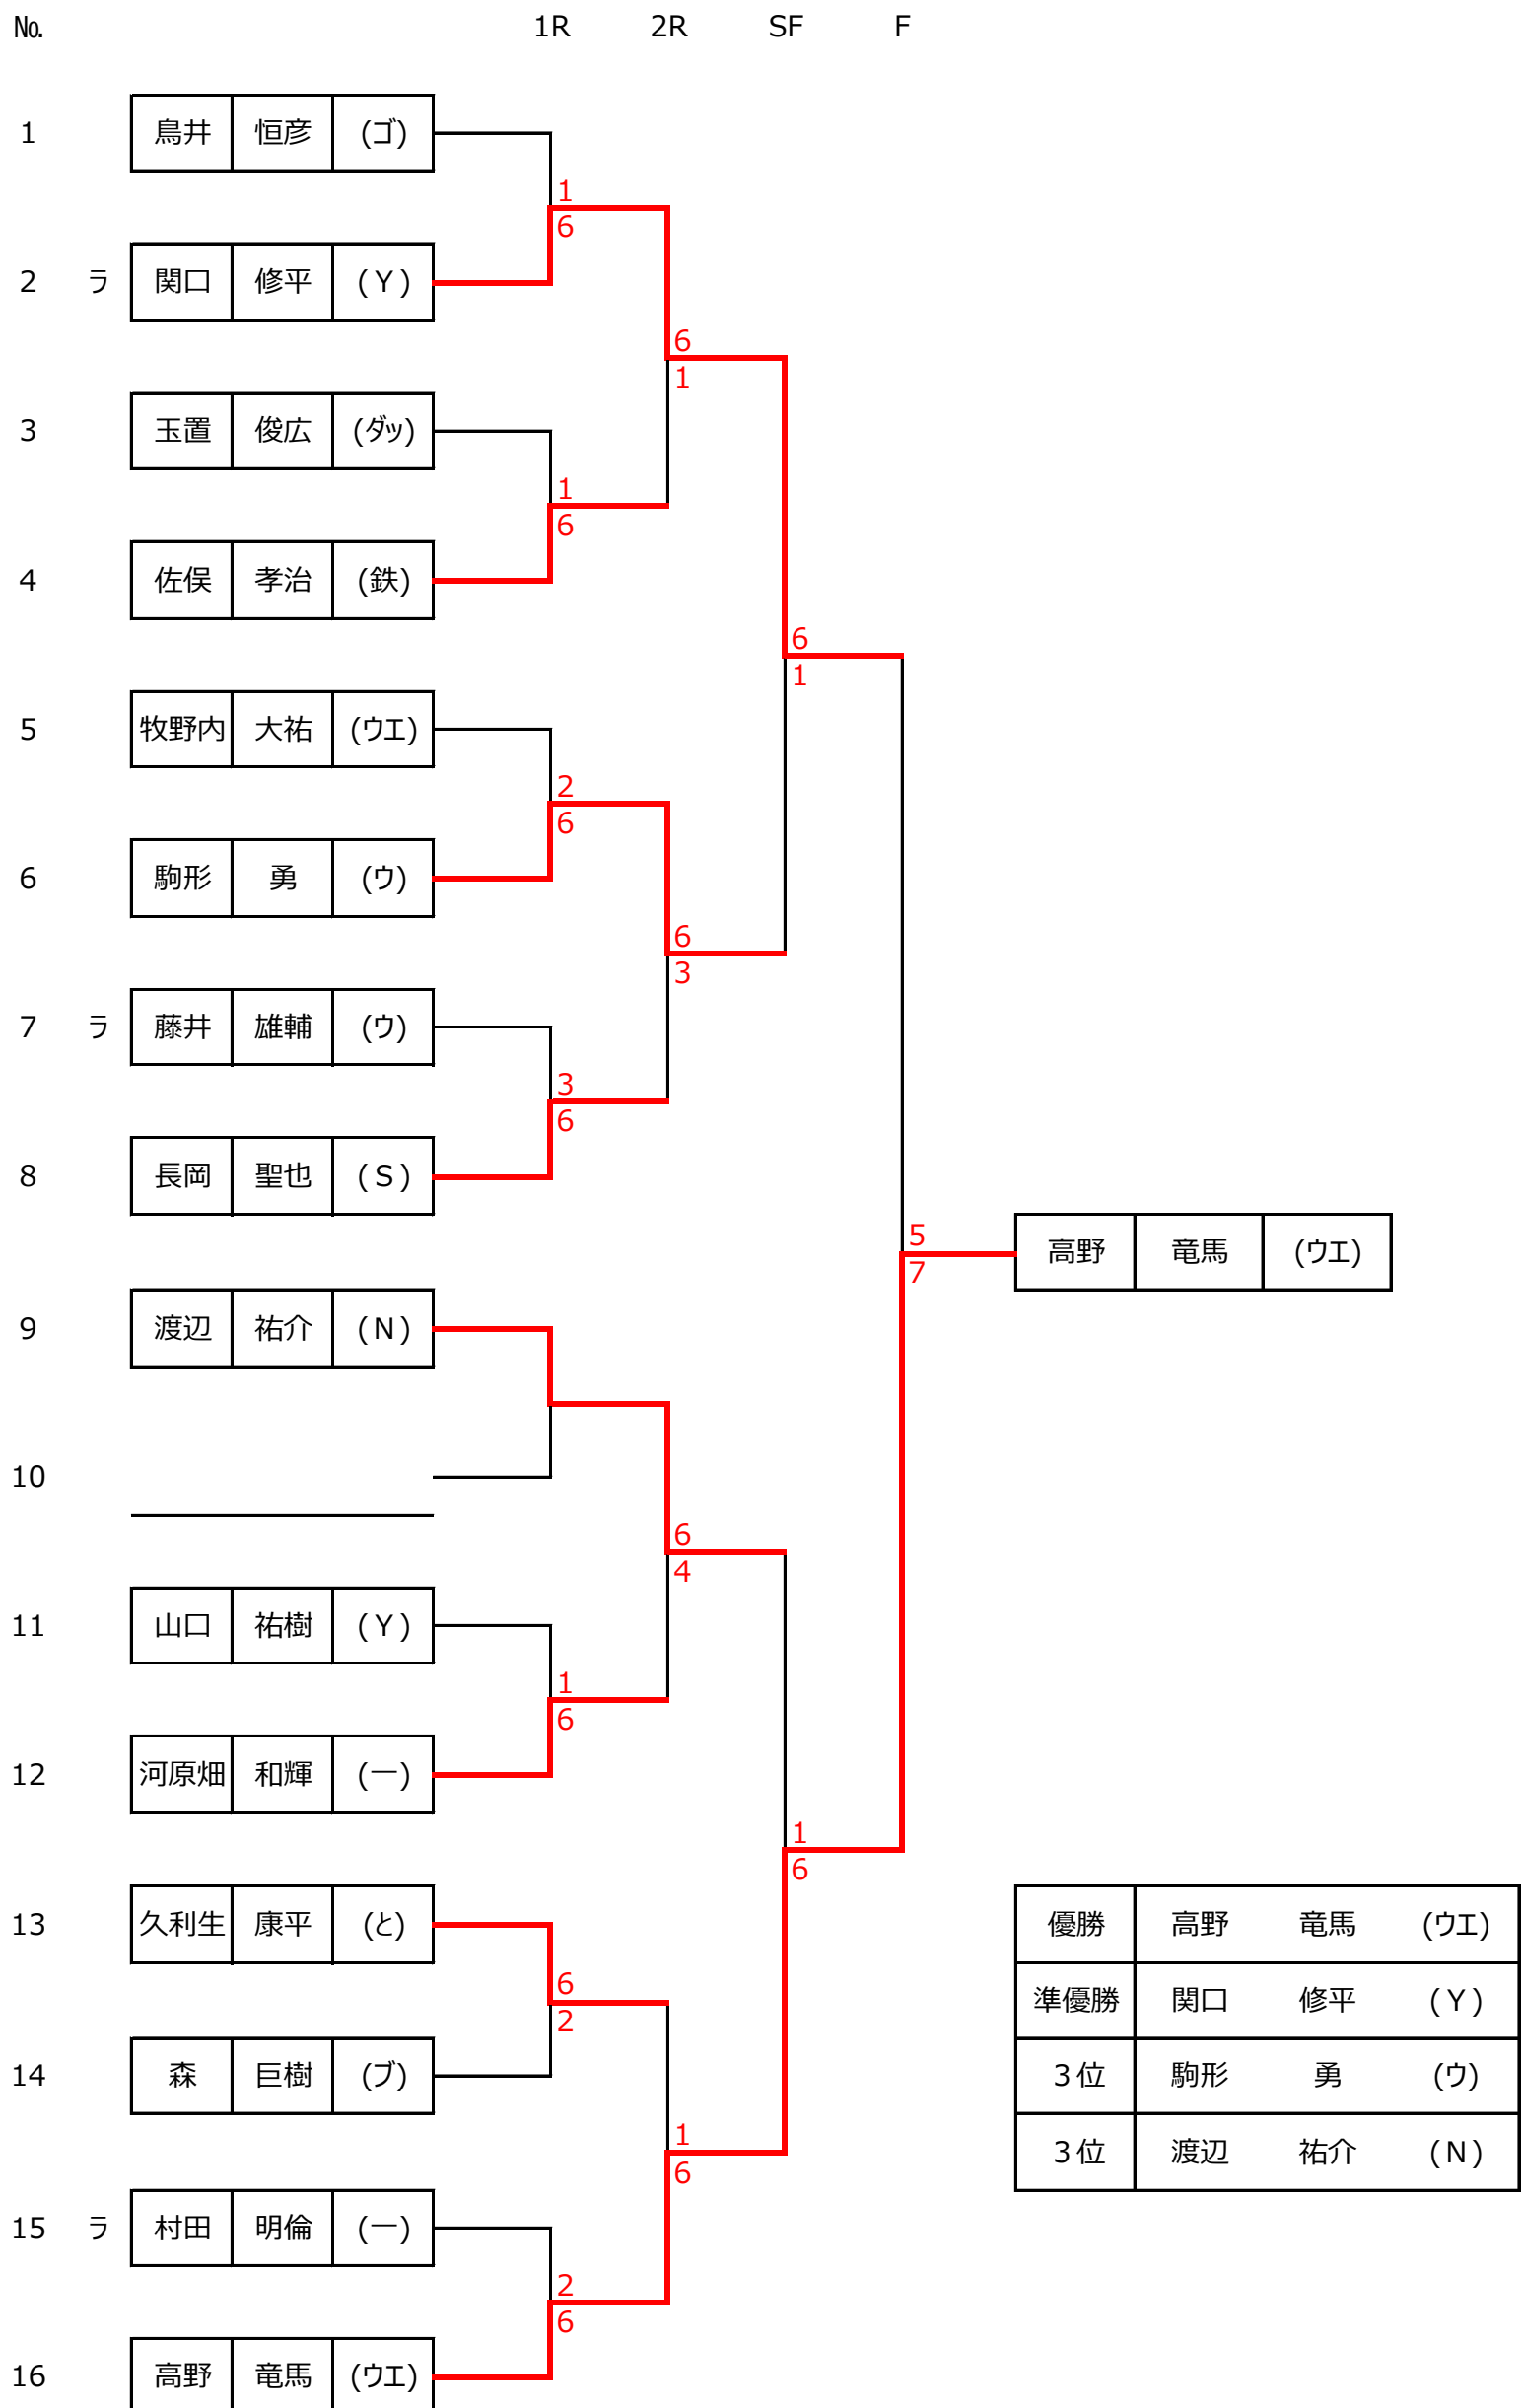 № 1R 2R SF F
1 鳥井 恒彦 (ゴ)
1
6
2 ラ 関口 修平 (Y)
6
1
3 玉置 俊広 (ダッ)
1
6
4 佐俣 孝治 (鉄)
6
1
5 牧野内 大祐 (ウエ)
2
6
6 駒形 勇 (ウ)
6
3
7 ラ 藤井 雄輔 (ウ)
3
6
8 長岡 聖也 (S)
5
7
高野 竜馬 (ウエ)
9 渡辺 祐介 (N)
10
6
4
11 山口 祐樹 (Y)
1
6
12 河原畑 和輝 (一)
1
6
13 久利生 康平 (と)
6
2
14 森 巨樹 (ブ)
1
6
15 ラ 村田 明倫 (一)
2
6
16 高野 竜馬 (ウエ)
優勝 高野 竜馬 (ウエ)
準優勝 関口 修平 (Y)
3位 駒形 勇 (ウ)
3位 渡辺 祐介 (N)